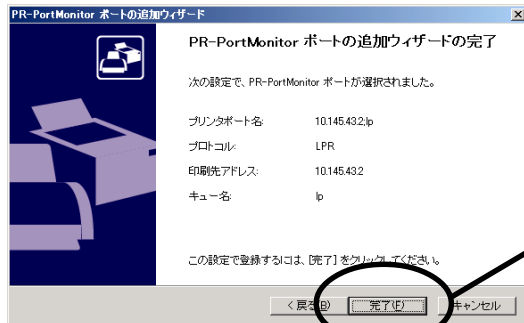 PR-PortMonitor ポートの追加ウィザード
PR-PortMonitor ポートの追加ウィザードの完了
次の設定で、PR-PortMonitor ポートが選択されました。
プリンタポート名: 10.145.43.2;lp
プロトコル: LPR
印刷先アドレス: 10.145.43.2
キュー名: lp
この設定で登録するには、[完了] をクリックしてください。
< 戻る(B) 完了(F) キャンセル